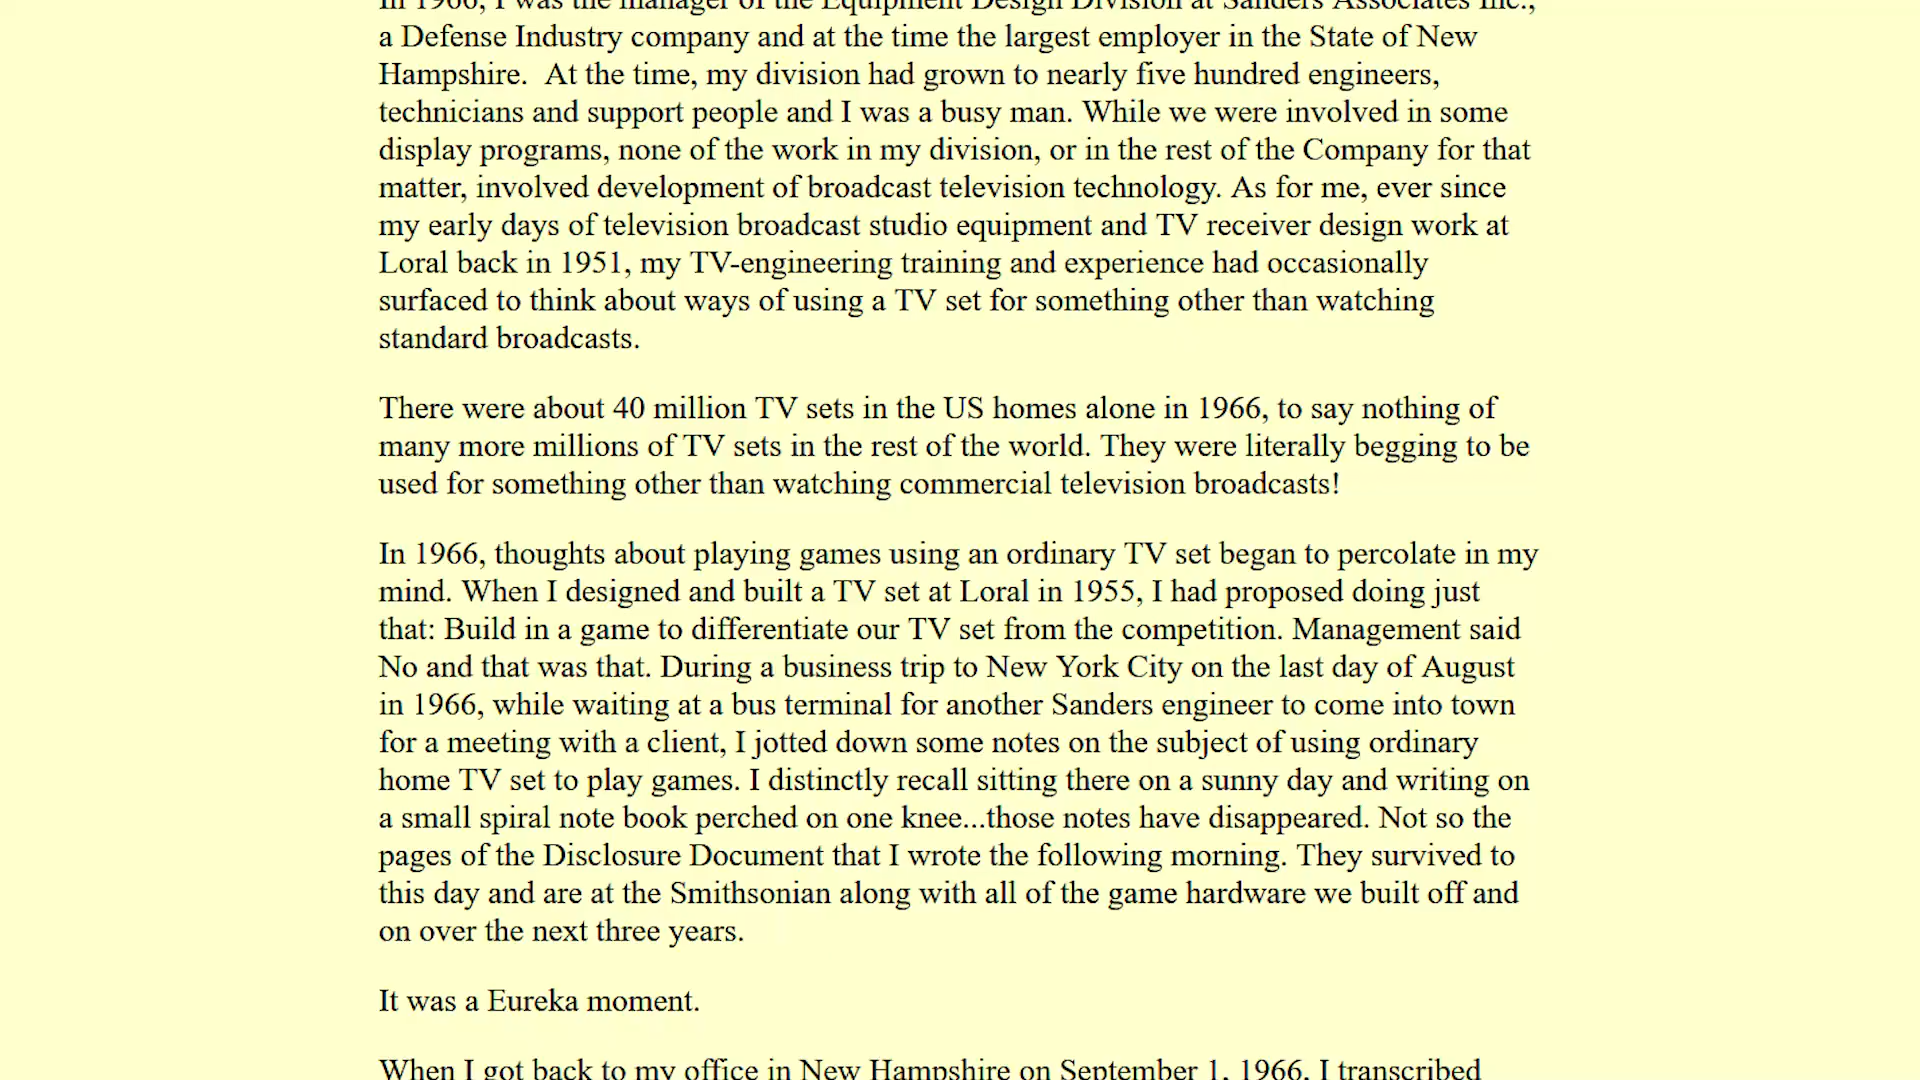 In 1966, I was the manager of the Equipment Design Division at Sanders Associates Inc.,
a Defense Industry company and at the time the largest employer in the State of New
Hampshire.  At the time, my division had grown to nearly five hundred engineers,
technicians and support people and I was a busy man. While we were involved in some
display programs, none of the work in my division, or in the rest of the Company for that
matter, involved development of broadcast television technology. As for me, ever since
my early days of television broadcast studio equipment and TV receiver design work at
Loral back in 1951, my TV-engineering training and experience had occasionally
surfaced to think about ways of using a TV set for something other than watching
standard broadcasts.
There were about 40 million TV sets in the US homes alone in 1966, to say nothing of
many more millions of TV sets in the rest of the world. They were literally begging to be
used for something other than watching commercial television broadcasts!
In 1966, thoughts about playing games using an ordinary TV set began to percolate in my
mind. When I designed and built a TV set at Loral in 1955, I had proposed doing just
that: Build in a game to differentiate our TV set from the competition. Management said
No and that was that. During a business trip to New York City on the last day of August
in 1966, while waiting at a bus terminal for another Sanders engineer to come into town
for a meeting with a client, I jotted down some notes on the subject of using ordinary
home TV set to play games. I distinctly recall sitting there on a sunny day and writing on
a small spiral note book perched on one knee...those notes have disappeared. Not so the
pages of the Disclosure Document that I wrote the following morning. They survived to
this day and are at the Smithsonian along with all of the game hardware we built off and
on over the next three years.
It was a Eureka moment.
When I got back to my office in New Hampshire on September 1, 1966, I transcribed